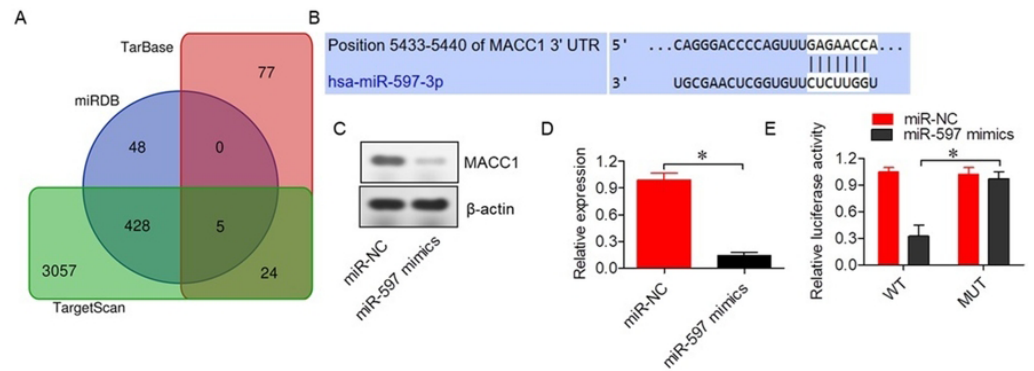 A
TarBase
77
miRDB
48
0
428
5
3057
24
TargetScan
B
Position 5433-5440 of MACC1 3' UTR 5' ...CAGGGACCCCAGUUUGAGAACCA...
hsa-miR-597-3p 3' UGCGAACUCGGUGUUCUCUUGGU
C
MACC1
β-actin
miR-NC
miR-597 mimics
D
*
Relative expression
1.2
0.9
0.6
0.3
0.0
miR-NC
miR-597 mimics
E
miR-NC
miR-597 mimics
*
Relative luciferase activity
1.2
0.9
0.6
0.3
0.0
WT
MUT